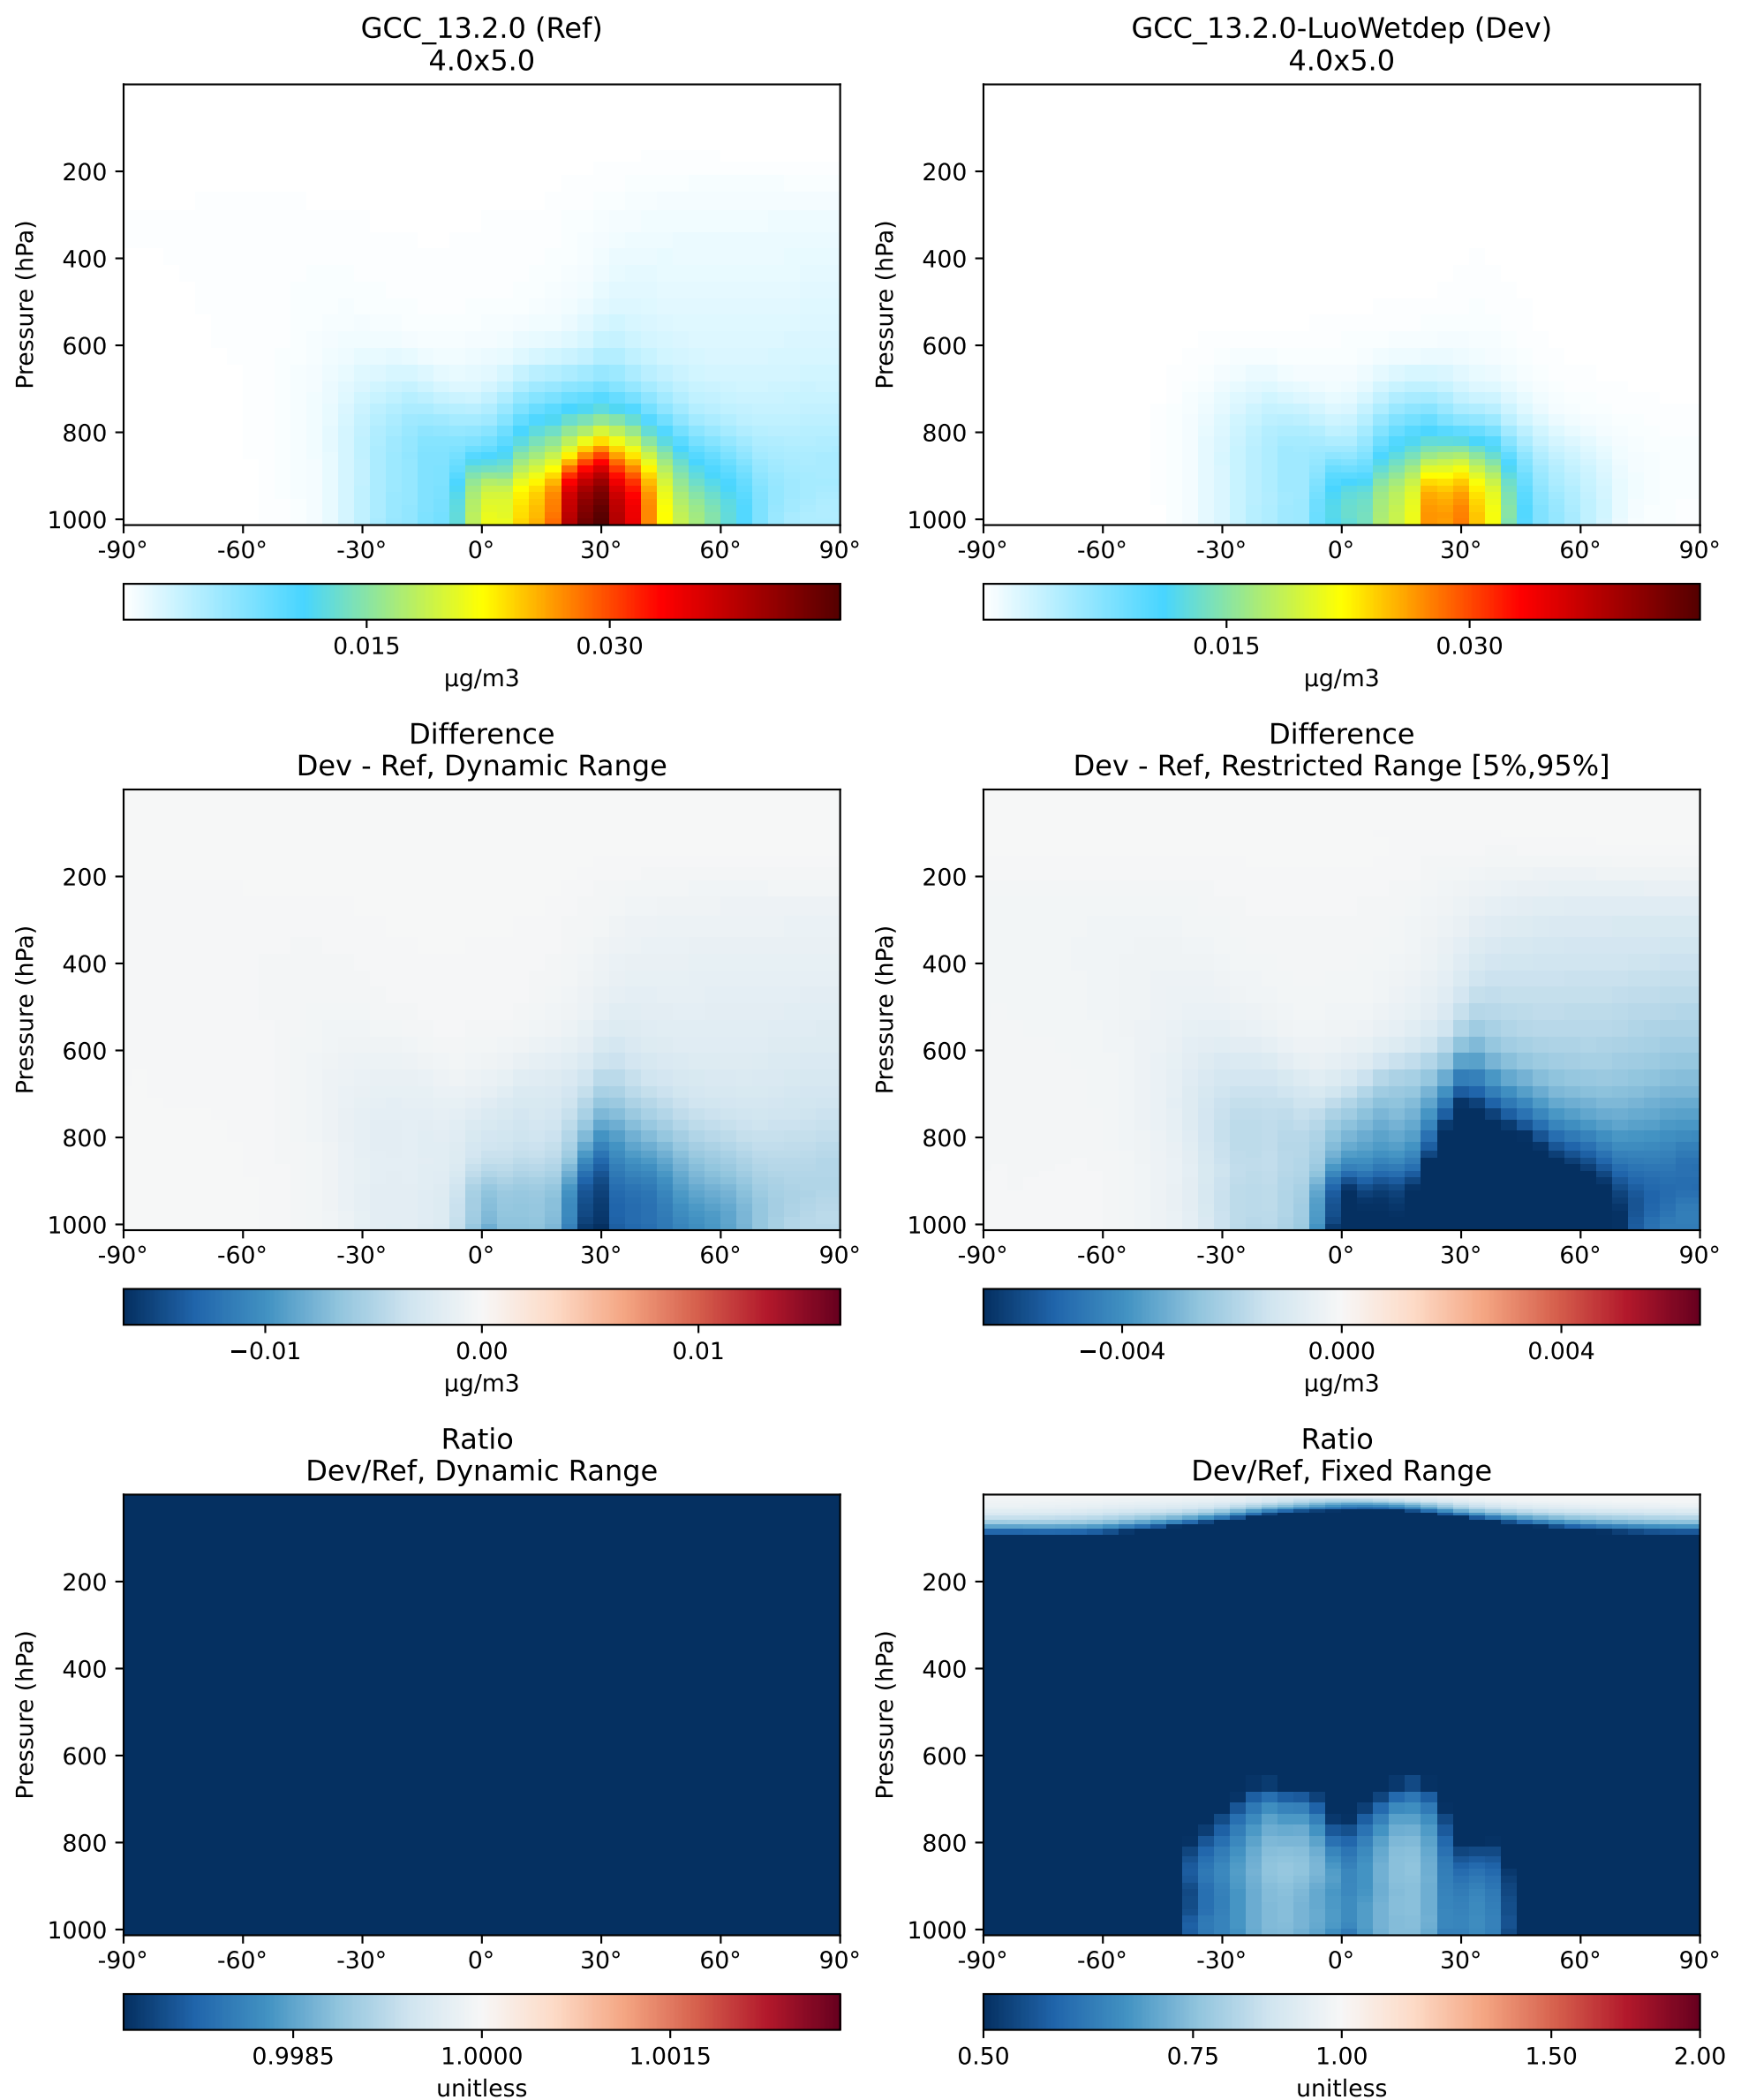 GCC_13.2.0 (Ref)
4.0x5.0
GCC_13.2.0-LuoWetdep (Dev)
4.0x5.0
Pressure (hPa)
200
400
600
800
1000
-90° -60° -30° 0° 30° 60° 90°
0.015 0.030
µg/m3
Pressure (hPa)
200
400
600
800
1000
-90° -60° -30° 0° 30° 60° 90°
0.015 0.030
µg/m3
Difference
Dev - Ref, Dynamic Range
Difference
Dev - Ref, Restricted Range [5%,95%]
Pressure (hPa)
200
400
600
800
1000
-90° -60° -30° 0° 30° 60° 90°
−0.01 0.00 0.01
µg/m3
Pressure (hPa)
200
400
600
800
1000
-90° -60° -30° 0° 30° 60° 90°
−0.004 0.000 0.004
µg/m3
Ratio
Dev/Ref, Dynamic Range
Ratio
Dev/Ref, Fixed Range
Pressure (hPa)
200
400
600
800
1000
-90° -60° -30° 0° 30° 60° 90°
0.9985 1.0000 1.0015
unitless
Pressure (hPa)
200
400
600
800
1000
-90° -60° -30° 0° 30° 60° 90°
0.50 0.75 1.00 1.50 2.00
unitless